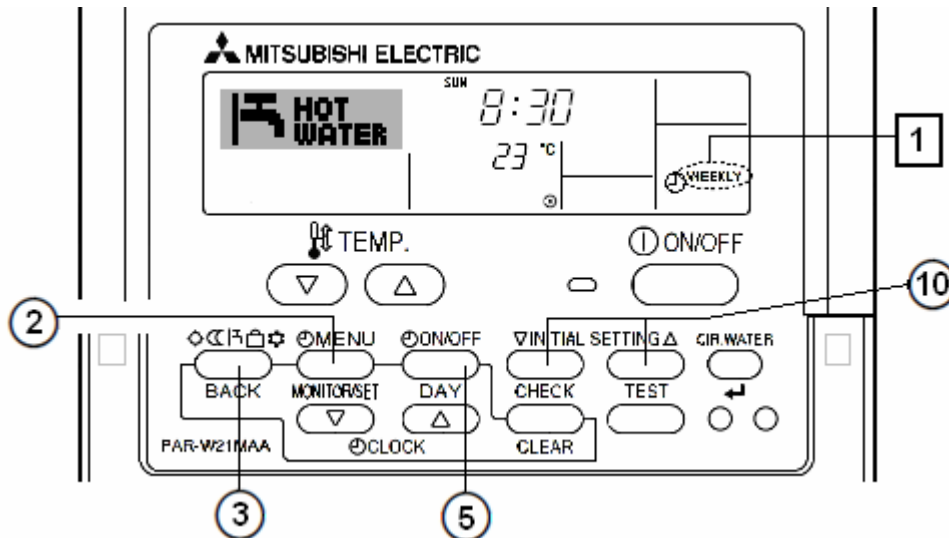 MITSUBISHI ELECTRIC
SUN
8:30
HOT
WATER
23 °C
WEEKLY
1
TEMP.
ON/OFF
10
2
MENU
ON/OFF
▽INITIAL SETTING△
CIR.WATER
BACK
MONITOR/SET
DAY
CHECK
TEST
PAR-W21MAA
CLOCK
CLEAR
3
5